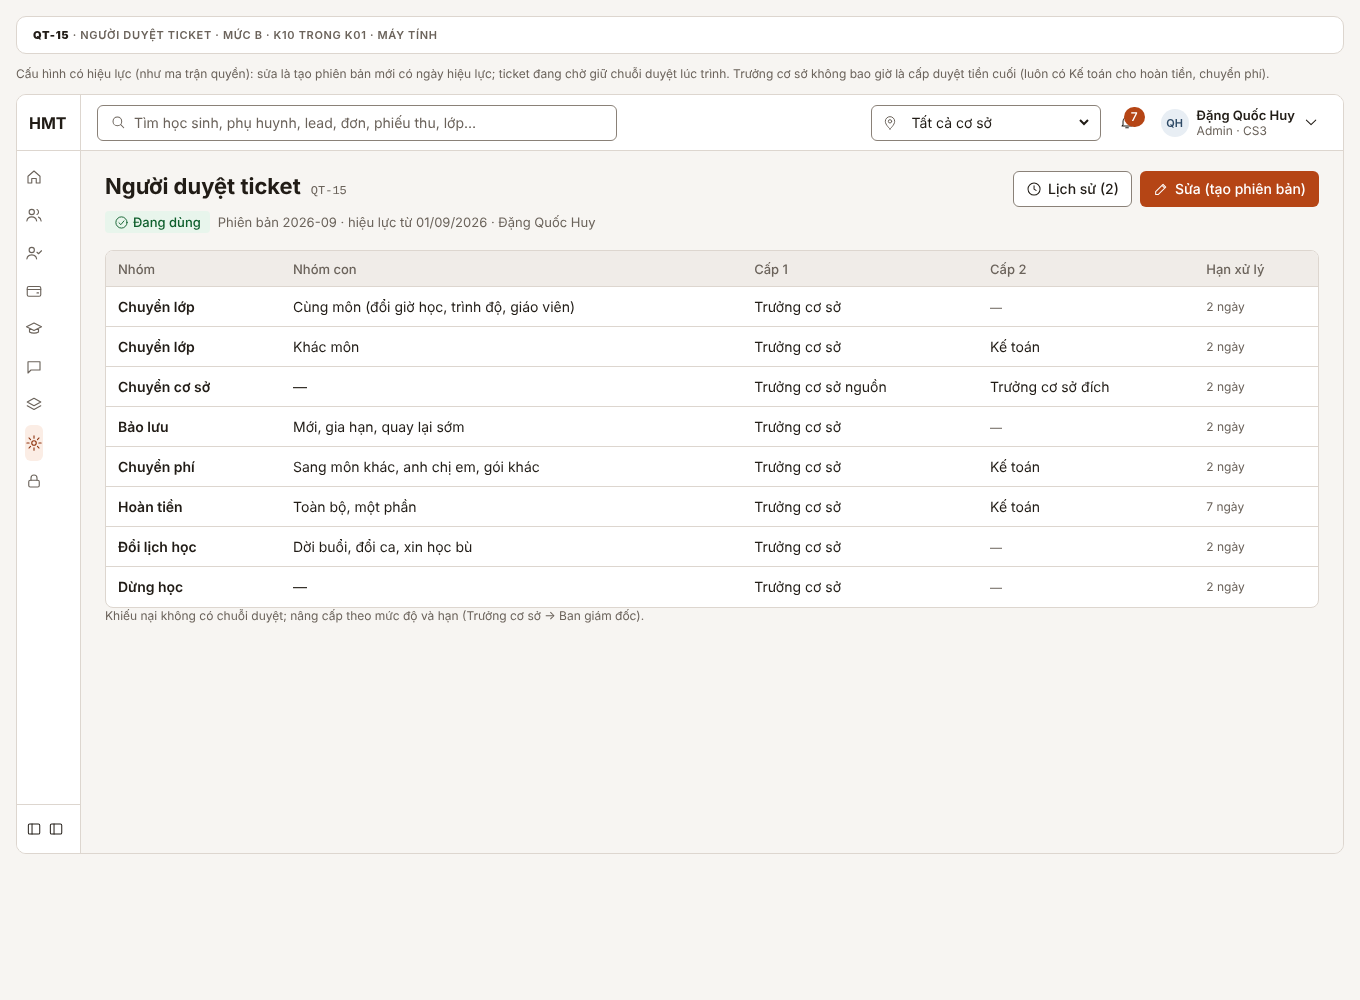 QT-15 · NGƯỜI DUYỆT TICKET · MỨC B · K10 TRONG K01 · MÁY TÍNH
Cấu hình có hiệu lực (như ma trận quyền): sửa là tạo phiên bản mới có ngày hiệu lực; ticket đang chờ giữ chuỗi duyệt lúc trình. Trưởng cơ sở không bao giờ là cấp duyệt tiền cuối (luôn có Kế toán cho hoàn tiền, chuyển phí).
HMT
Tìm học sinh, phụ huynh, lead, đơn, phiếu thu, lớp...
Tất cả cơ sở
7
QH
Đặng Quốc Huy
Admin · CS3
Người duyệt ticket QT-15
Lịch sử (2)
Sửa (tạo phiên bản)
Đang dùng
Phiên bản 2026-09 · hiệu lực từ 01/09/2026 · Đặng Quốc Huy
Nhóm Nhóm con Cấp 1 Cấp 2 Hạn xử lý
Chuyển lớp Cùng môn (đổi giờ học, trình độ, giáo viên) Trưởng cơ sở — 2 ngày
Chuyển lớp Khác môn Trưởng cơ sở Kế toán 2 ngày
Chuyển cơ sở — Trưởng cơ sở nguồn Trưởng cơ sở đích 2 ngày
Bảo lưu Mới, gia hạn, quay lại sớm Trưởng cơ sở — 2 ngày
Chuyển phí Sang môn khác, anh chị em, gói khác Trưởng cơ sở Kế toán 2 ngày
Hoàn tiền Toàn bộ, một phần Trưởng cơ sở Kế toán 7 ngày
Đổi lịch học Dời buổi, đổi ca, xin học bù Trưởng cơ sở — 2 ngày
Dừng học — Trưởng cơ sở — 2 ngày
Khiếu nại không có chuỗi duyệt; nâng cấp theo mức độ và hạn (Trưởng cơ sở → Ban giám đốc).